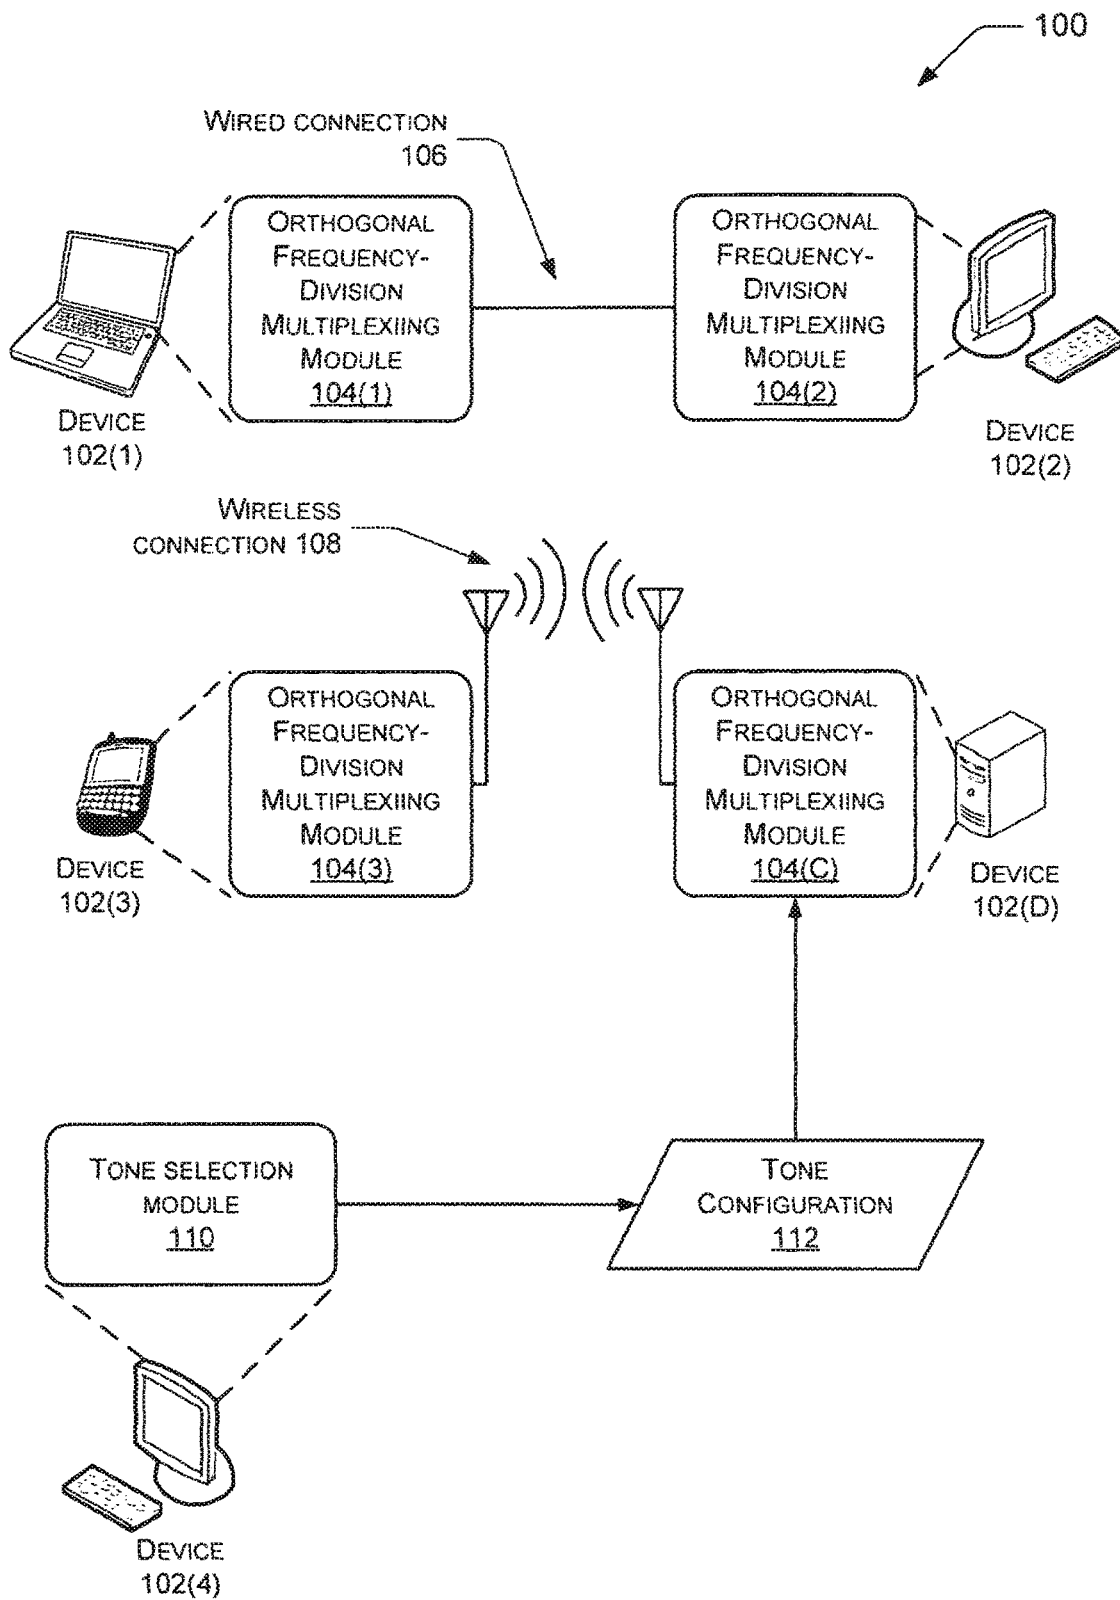 100
WIRED CONNECTION
106
ORTHOGONAL
FREQUENCY-
DIVISION
MULTIPLEXIING
MODULE
104(1)
ORTHOGONAL
FREQUENCY-
DIVISION
MULTIPLEXIING
MODULE
104(2)
DEVICE
102(1)
DEVICE
102(2)
WIRELESS
CONNECTION 108
ORTHOGONAL
FREQUENCY-
DIVISION
MULTIPLEXIING
MODULE
104(3)
ORTHOGONAL
FREQUENCY-
DIVISION
MULTIPLEXIING
MODULE
104(C)
DEVICE
102(3)
DEVICE
102(D)
TONE SELECTION
MODULE
110
TONE
CONFIGURATION
112
DEVICE
102(4)